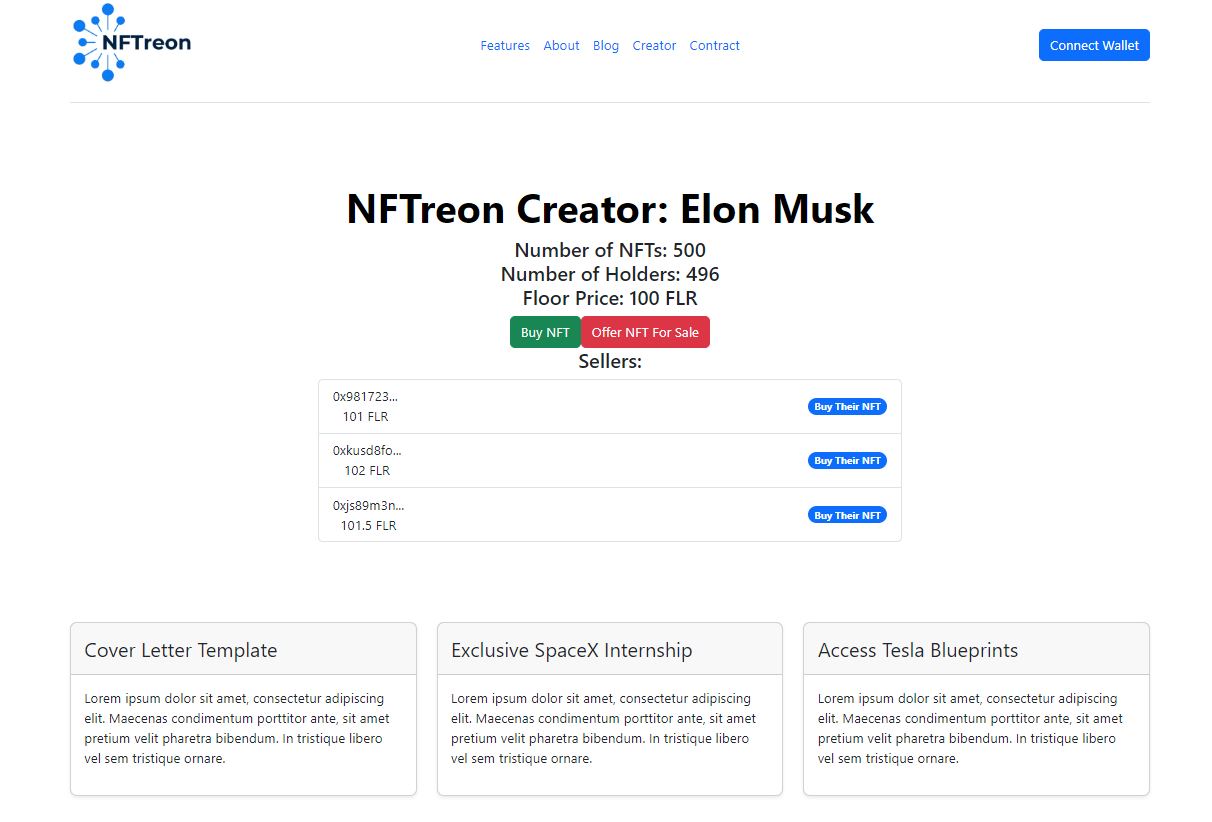 NFTreon
Features About Blog Creator Contract
Connect Wallet
NFTreon Creator: Elon Musk
Number of NFTs: 500
Number of Holders: 496
Floor Price: 100 FLR
Buy NFT Offer NFT For Sale
Sellers:
0x981723...
101 FLR
Buy Their NFT
0xkusd8fo...
102 FLR
Buy Their NFT
0xjs89m3n...
101.5 FLR
Buy Their NFT
Cover Letter Template
Lorem ipsum dolor sit amet, consectetur adipiscing
elit. Maecenas condimentum porttitor ante, sit amet
pretium velit pharetra bibendum. In tristique libero
vel sem tristique ornare.
Exclusive SpaceX Internship
Lorem ipsum dolor sit amet, consectetur adipiscing
elit. Maecenas condimentum porttitor ante, sit amet
pretium velit pharetra bibendum. In tristique libero
vel sem tristique ornare.
Access Tesla Blueprints
Lorem ipsum dolor sit amet, consectetur adipiscing
elit. Maecenas condimentum porttitor ante, sit amet
pretium velit pharetra bibendum. In tristique libero
vel sem tristique ornare.